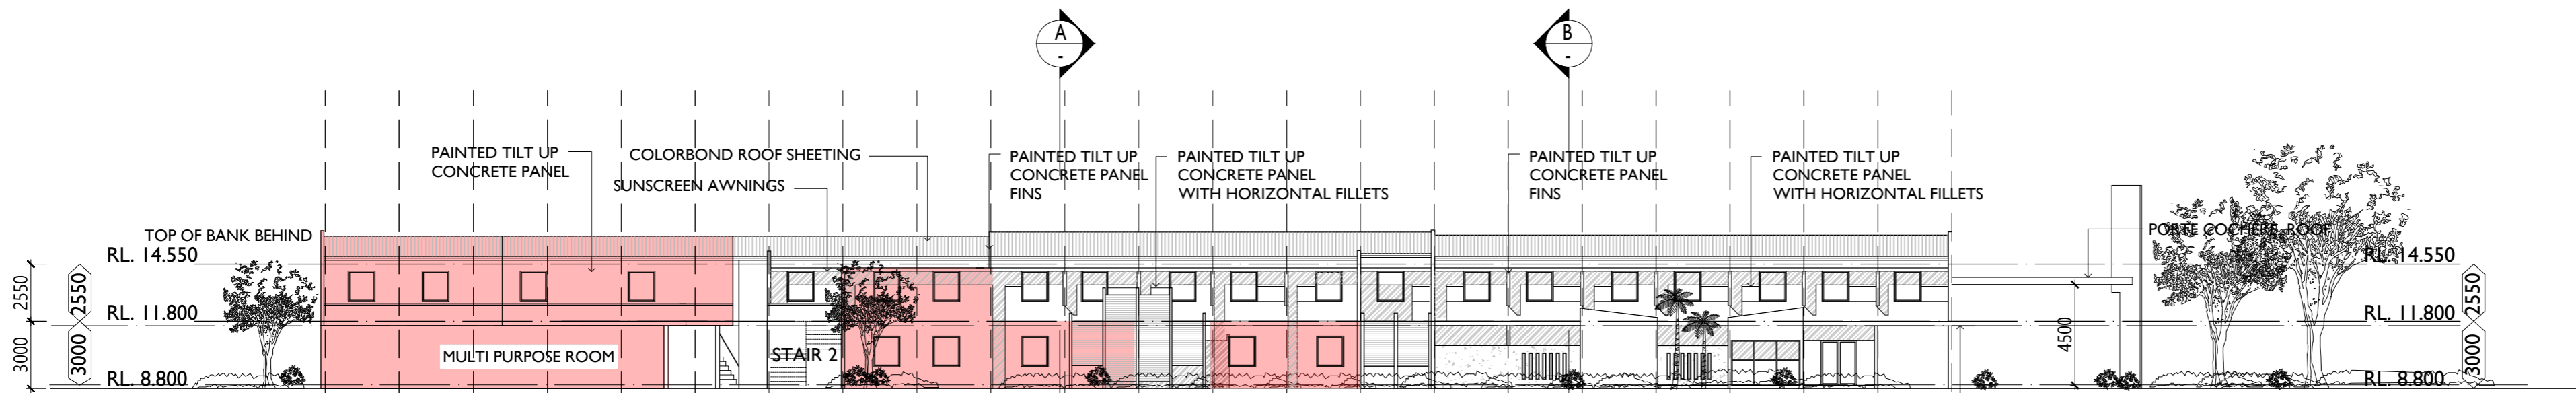 A
-
B
-
PAINTED TILT UP
CONCRETE PANEL
COLORBOND ROOF SHEETING
SUNSCREEN AWNINGS
PAINTED TILT UP
CONCRETE PANEL
FINS
PAINTED TILT UP
CONCRETE PANEL
WITH HORIZONTAL FILLETS
PAINTED TILT UP
CONCRETE PANEL
FINS
PAINTED TILT UP
CONCRETE PANEL
WITH HORIZONTAL FILLETS
TOP OF BANK BEHIND
RL. 14.550
PORTE COCHERE ROOF
RL. 14.550
2550
2550
RL. 11.800
RL. 11.800
2550
3000
3000
MULTI PURPOSE ROOM
STAIR 2
4500
3000
RL. 8.800
RL. 8.800